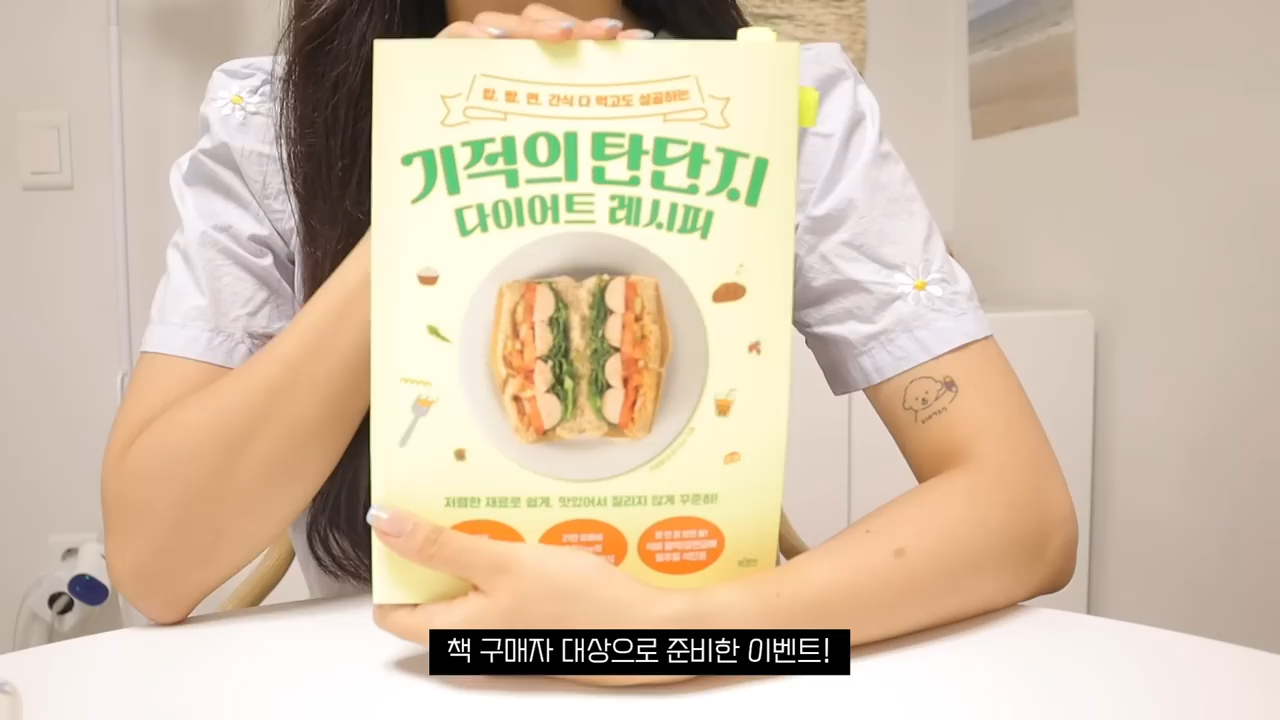 밥, 빵, 면, 간식 다 먹고도 성공하는
기적의 탄단지
다이어트 레시피
저렴한 재료로 쉽게, 맛있어서 질리지 않게 꾸준히!
책 구매자 대상으로 준비한 이벤트!